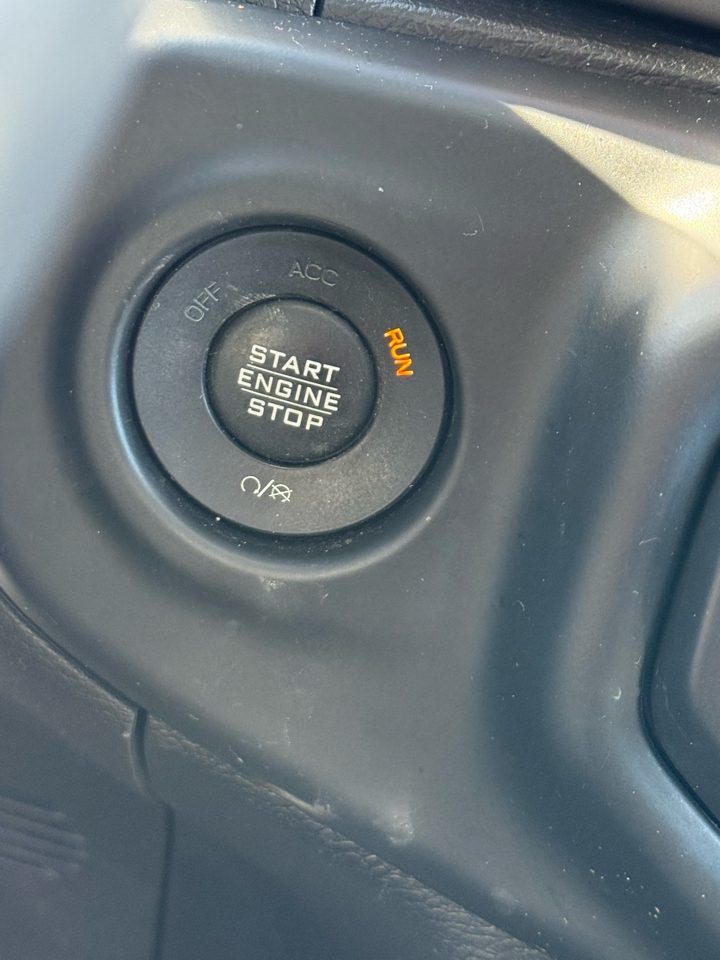 OFF
ACC
RUN
START
ENGINE
STOP